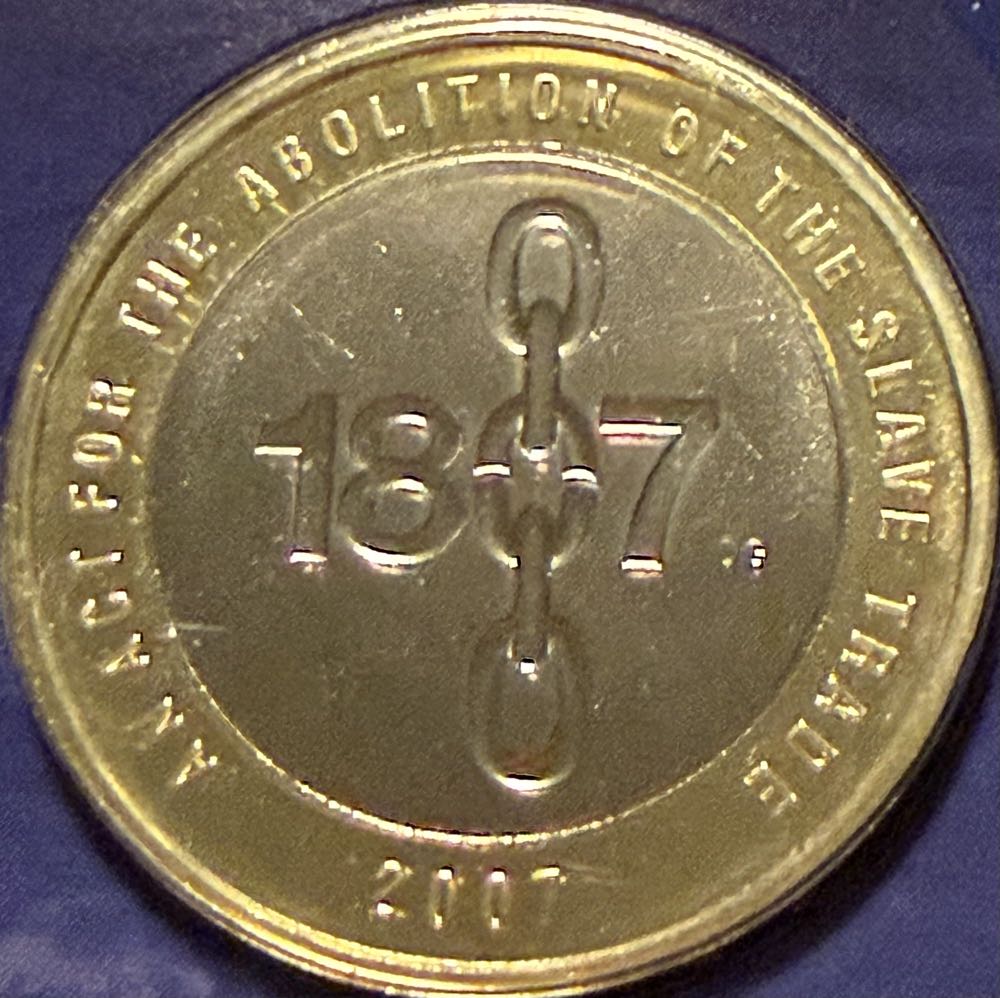 AN ACT FOR THE ABOLITION OF THE SLAVE TRADE
1807
2007